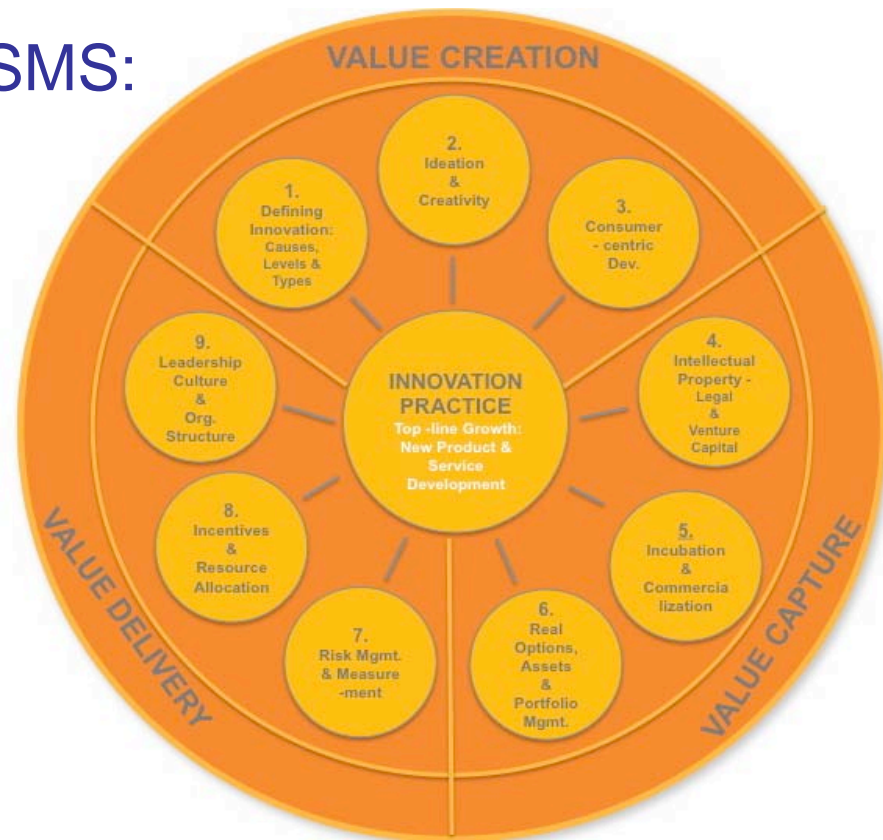 SMS:
VALUE CREATION
1.
Defining
Innovation:
Causes,
Levels &
Types
2.
Ideation
&
Creativity
3.
Consumer
- centric
Dev.
4.
Intellectual
Property -
Legal
&
Venture
Capital
5.
Incubation
&
Commercia
lization
6.
Real
Options,
Assets
&
Portfolio
Mgmt.
7.
Risk Mgmt.
& Measure
-ment
8.
Incentives
&
Resource
Allocation
9.
Leadership
Culture
&
Org.
Structure
INNOVATION
PRACTICE
Top -line Growth:
New Product &
Service
Development
VALUE CAPTURE
VALUE DELIVERY